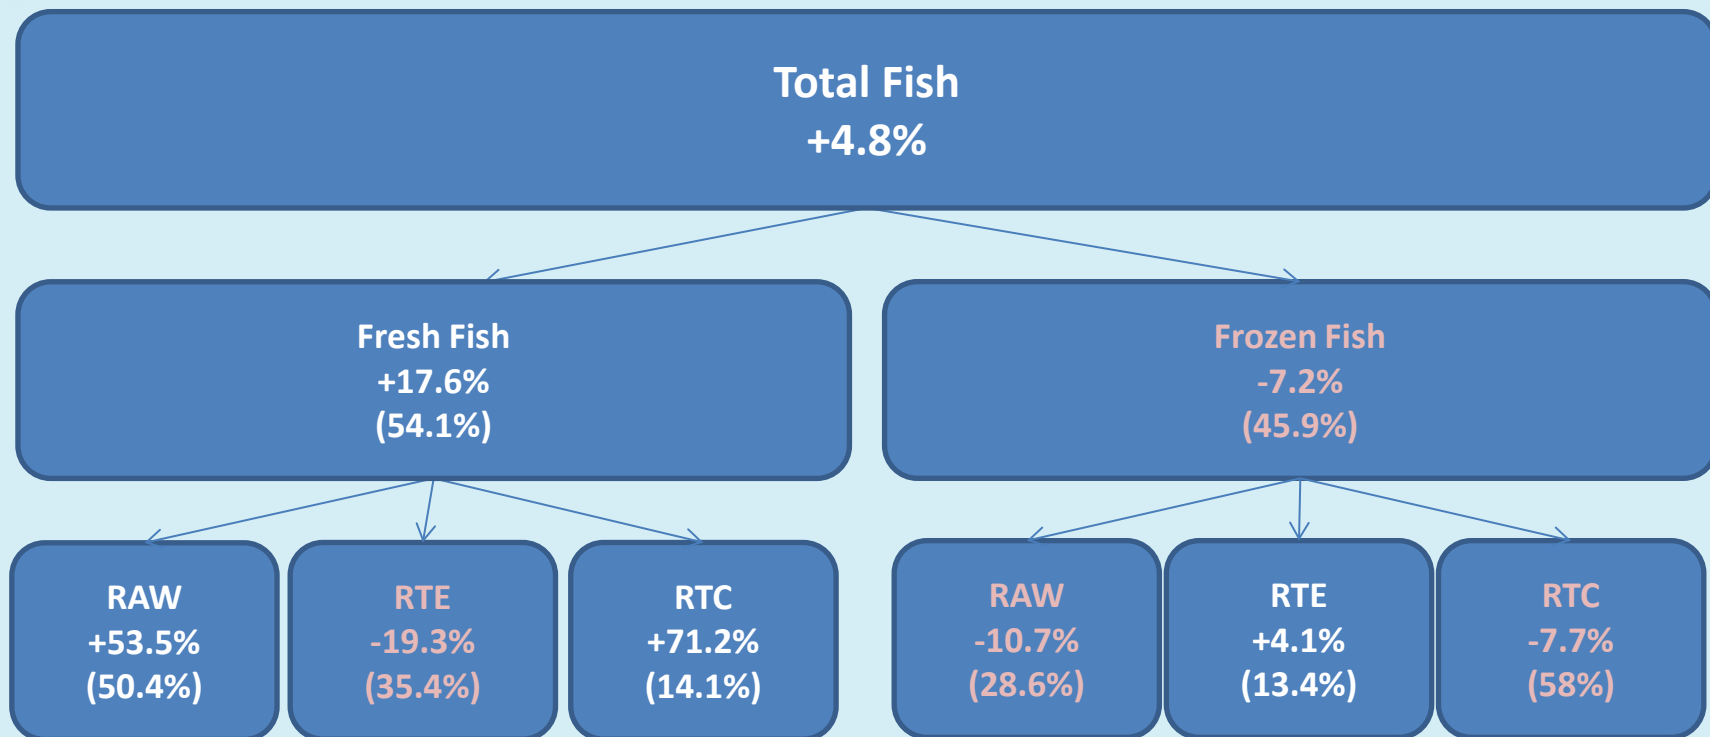 Total Fish
+4.8%
Fresh Fish
+17.6%
(54.1%)
Frozen Fish
-7.2%
(45.9%)
RAW
+53.5%
(50.4%)
RTE
-19.3%
(35.4%)
RTC
+71.2%
(14.1%)
RAW
-10.7%
(28.6%)
RTE
+4.1%
(13.4%)
RTC
-7.7%
(58%)